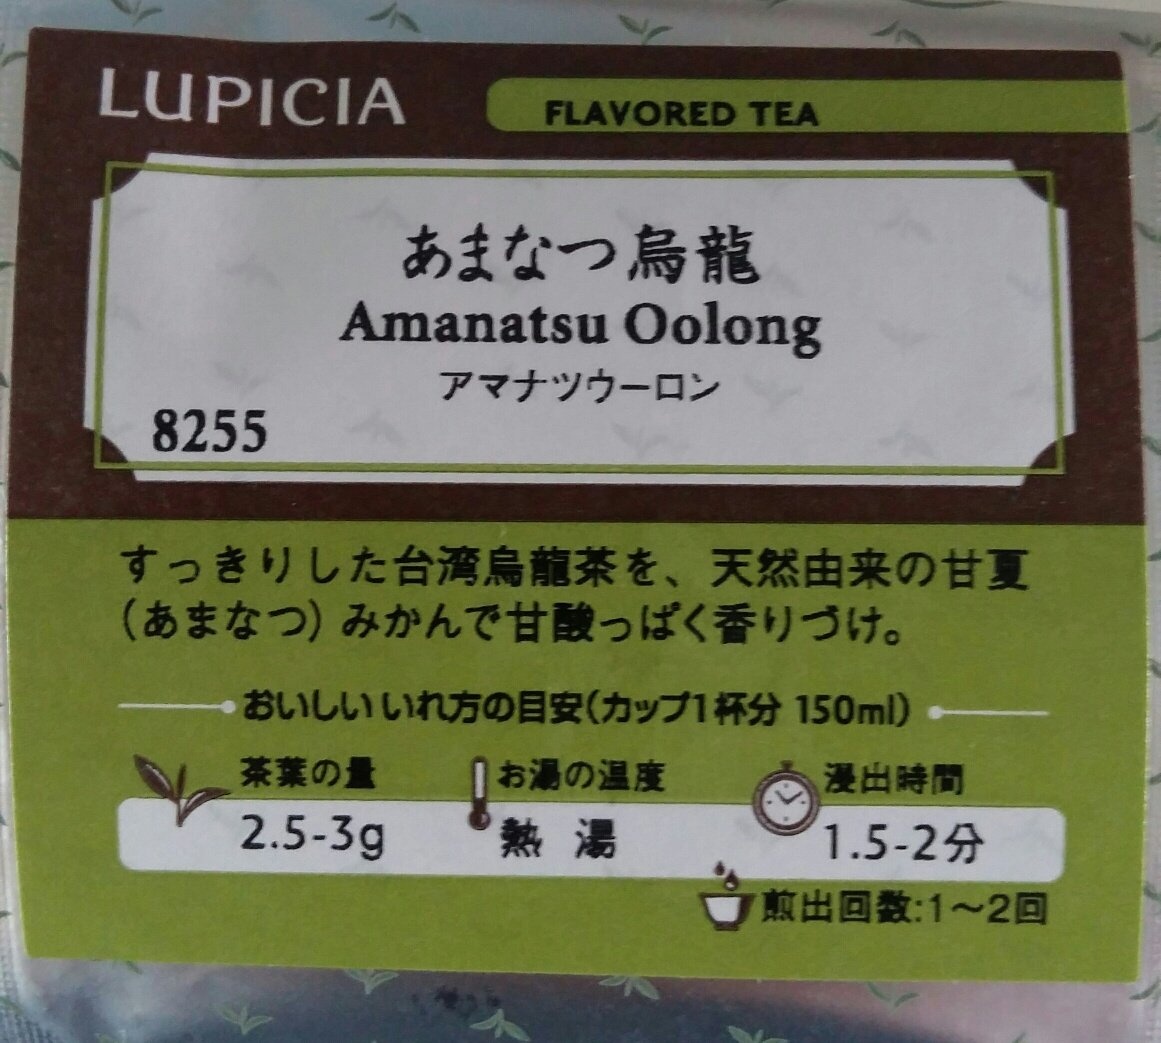 LUPICIA
FLAVORED TEA
あまなつ烏龍
Amanatsu Oolong
アマナツウーロン
8255
すっきりした台湾烏龍茶を、天然由来の甘夏
(あまなつ)みかんで甘酸っぱく香りづけ。
おいしいいれ方の目安(カップ1杯分 150ml)
茶葉の量
2.5-3g
お湯の温度
熱 湯
浸出時間
1.5-2分
煎出回数:1〜2回